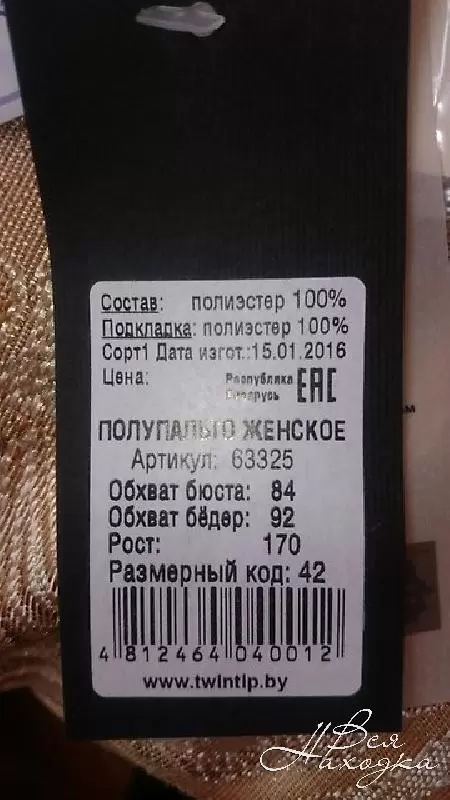 Состав: полиэстер 100%
Подкладка: полиэстер 100%
Сорт1 Дата изгот.:15.01.2016
Цена:
Республика
Беларусь
EAC
ПОЛУПАЛЬТО ЖЕНСКОЕ
Артикул: 63325
Обхват бюста: 84
Обхват бёдер: 92
Рост: 170
Размерный код: 42
4 812464 040012
www.twintip.by
Вся
Находка